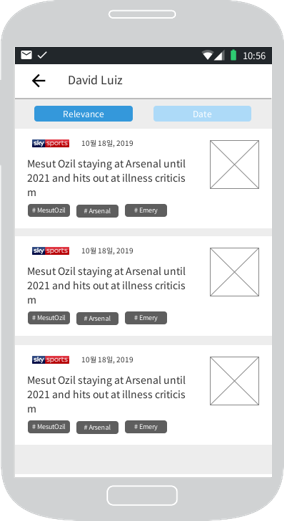 10:56
David Luiz
Relevance
Date
sky sports
10월 18일, 2019
Mesut Ozil staying at Arsenal until
2021 and hits out at illness criticis
m
# MesutOzil
# Arsenal
# Emery
sky sports
10월 18일, 2019
Mesut Ozil staying at Arsenal until
2021 and hits out at illness criticis
m
# MesutOzil
# Arsenal
# Emery
sky sports
10월 18일, 2019
Mesut Ozil staying at Arsenal until
2021 and hits out at illness criticis
m
# MesutOzil
# Arsenal
# Emery